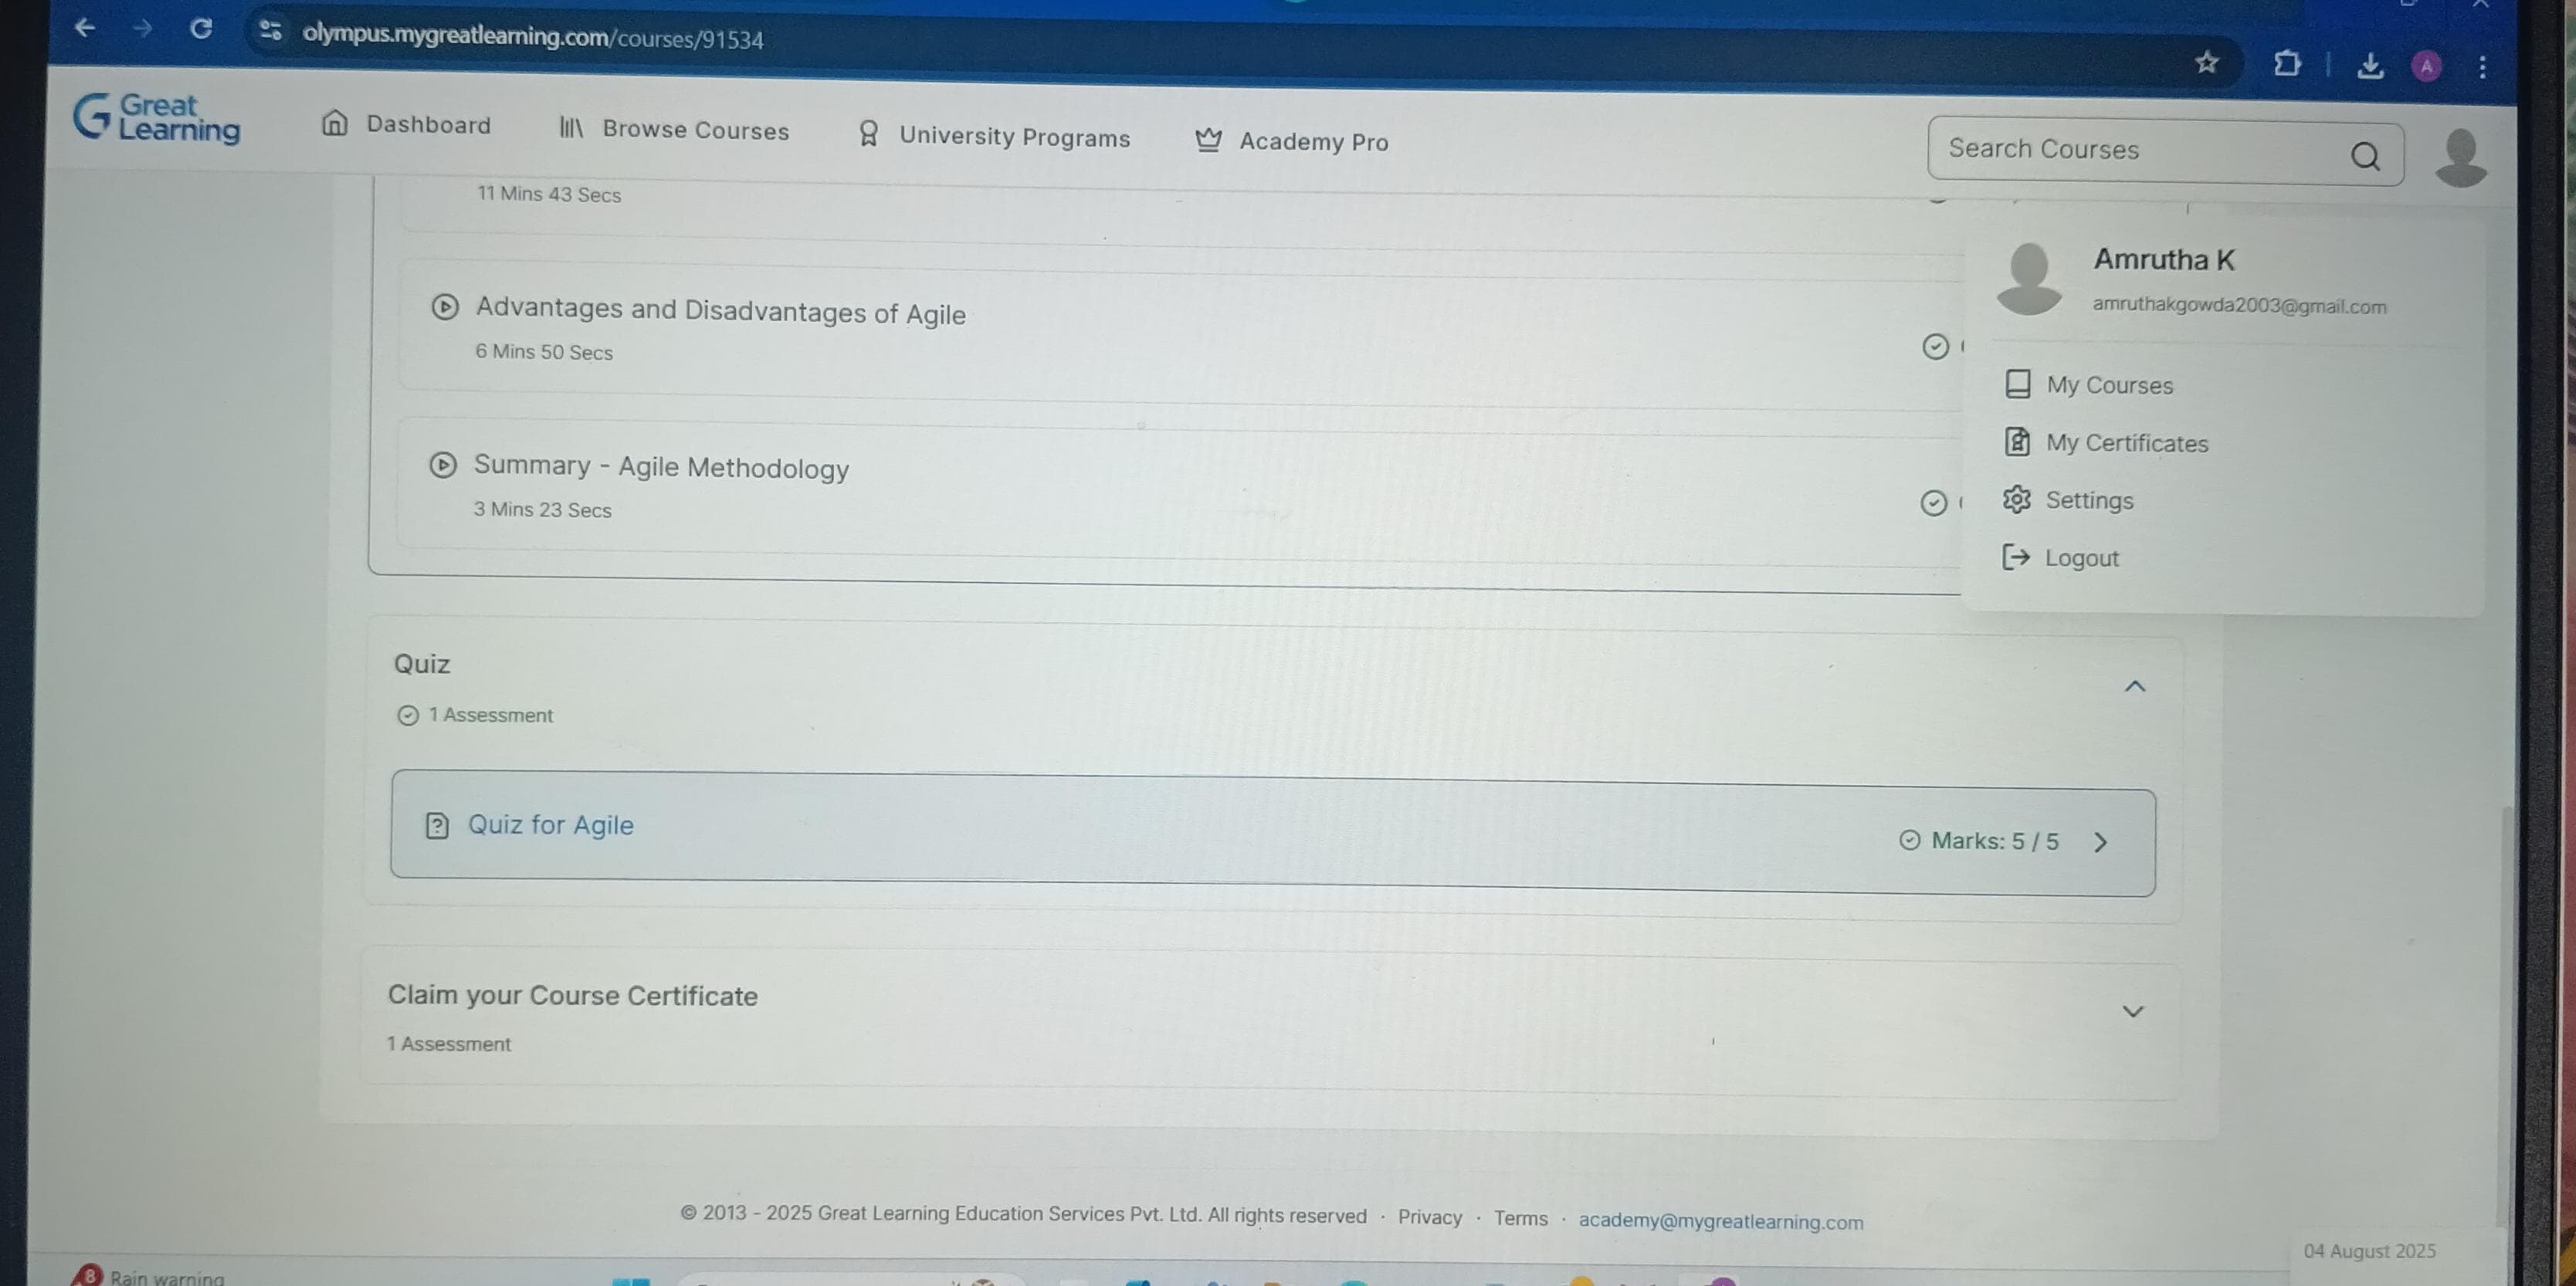 olympus.mygreatlearning.com/courses/91534
A
Great
Learning
Dashboard
Browse Courses
University Programs
Academy Pro
Search Courses
11 Mins 43 Secs
Advantages and Disadvantages of Agile
6 Mins 50 Secs
Summary - Agile Methodology
3 Mins 23 Secs
Amrutha K
amruthakgowda2003@gmail.com
My Courses
My Certificates
Settings
Logout
Quiz
1 Assessment
Quiz for Agile
Marks: 5 / 5
Claim your Course Certificate
1 Assessment
© 2013 - 2025 Great Learning Education Services Pvt. Ltd. All rights reserved · Privacy · Terms · academy@mygreatlearning.com
04 August 2025
8
Rain warning